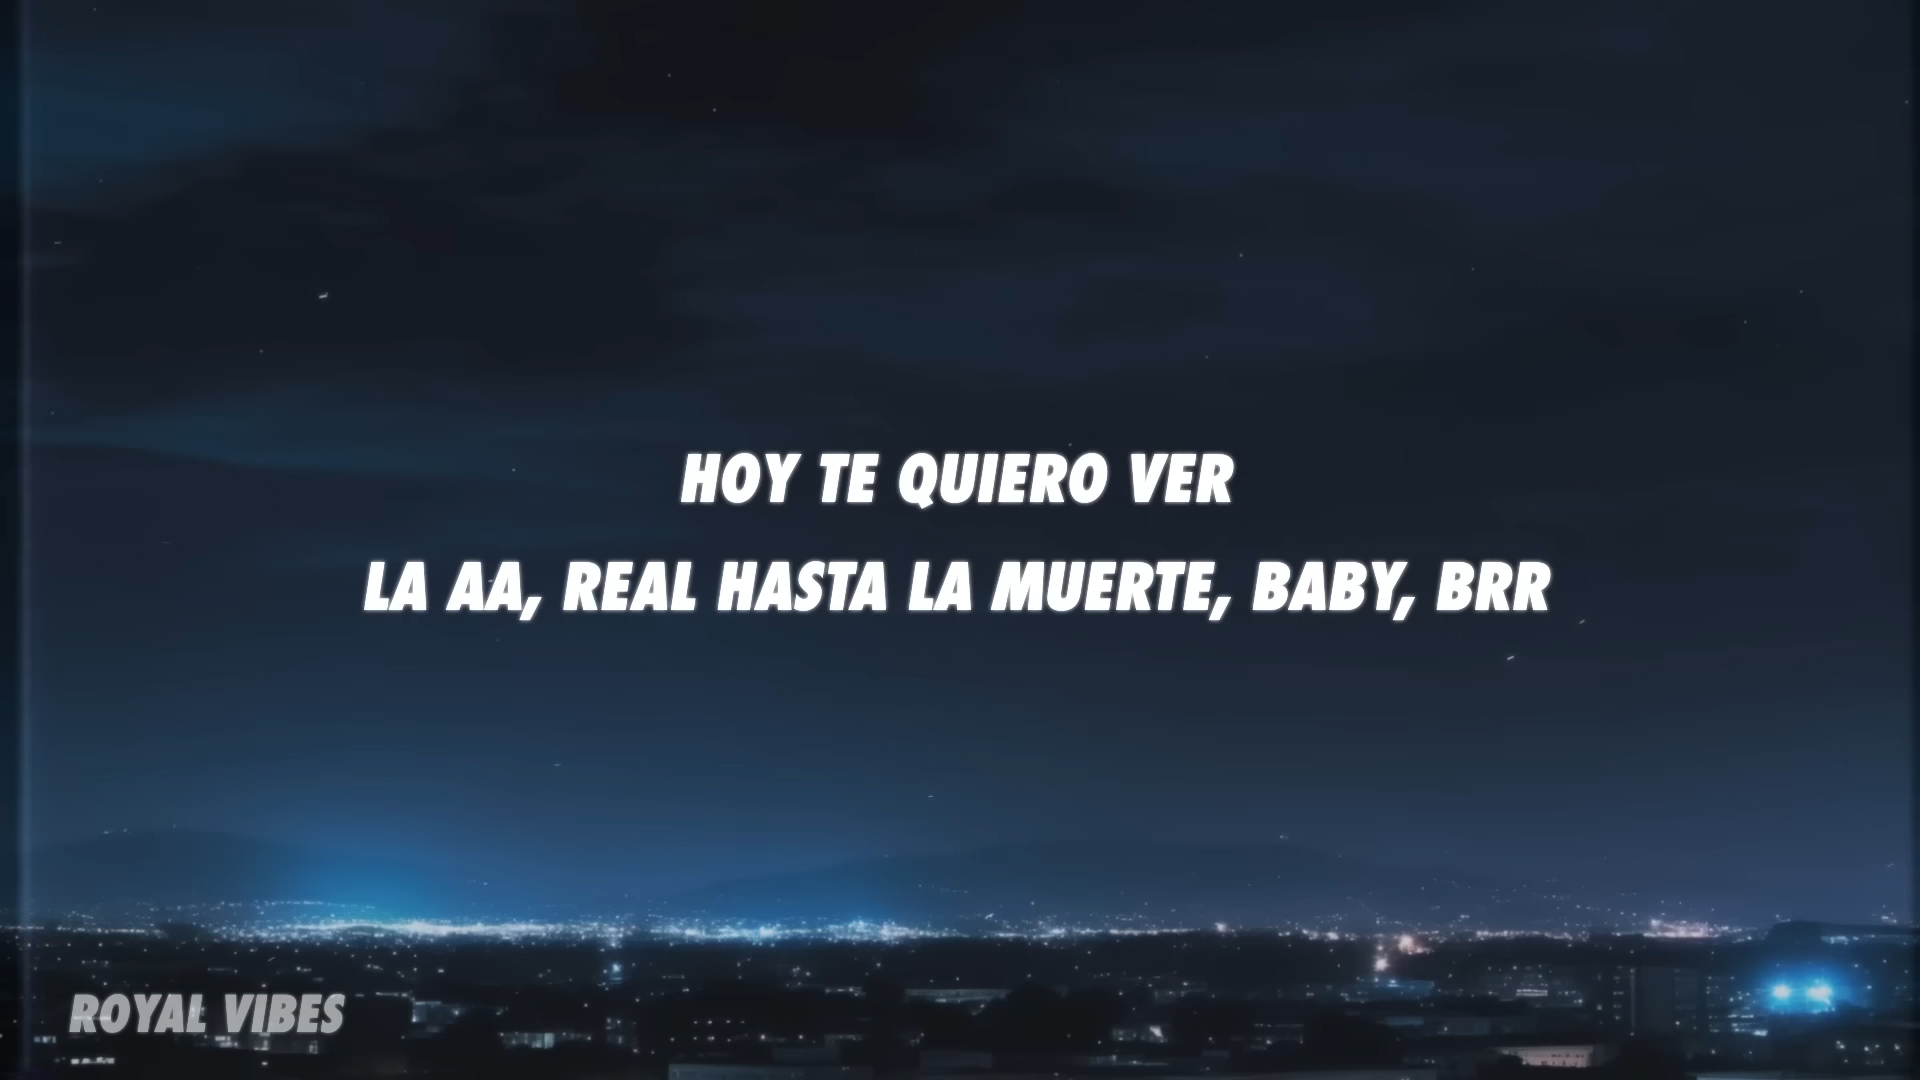 HOY TE QUIERO VER
LA AA, REAL HASTA LA MUERTE, BABY, BRR
ROYAL VIBES